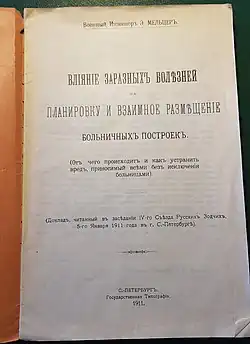 Военный Инженеръ Э. МЕЛЬЦЕРЪ.
ВЛІЯНІЕ ЗАРАЗНЫХЪ БОЛѢЗНЕЙ
НА
ПЛАНИРОВКУ И ВЗАИМНОЕ РАЗМѢЩЕНІЕ
БОЛЬНИЧНЫХЪ ПОСТРОЕКЪ.
(Отъ чего происходитъ и какъ устранить
вредъ, приносимый всѣми безъ исключенія
больницами)
(Докладъ, читанный въ засѣданіи IV-го Съѣзда Русскихъ Зодчихъ,
5-го Января 1911 года въ г. С.-Петербургѣ)
С.-ПЕТЕРБУРГЪ.
Государственная Типографія.
1911.